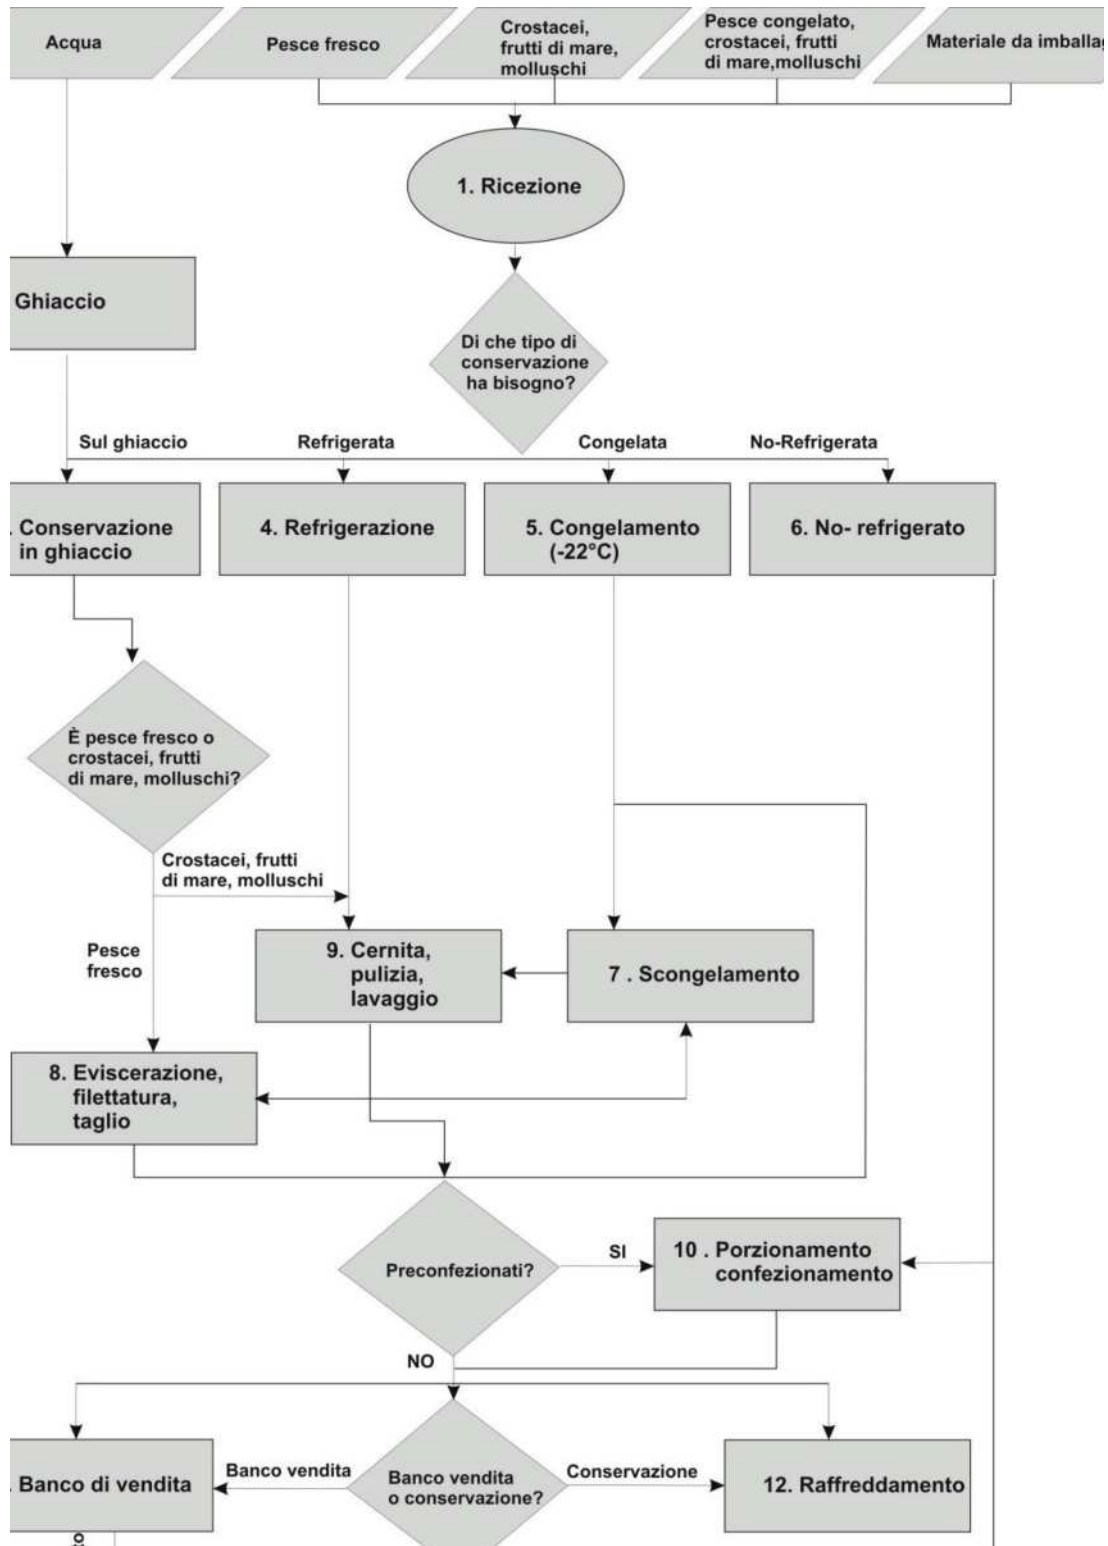 Acqua
Pesce fresco
Crostacei,
frutti di mare,
molluschi
Pesce congelato,
crostacei, frutti
di mare,molluschi
Materiale da imballag
1. Ricezione
Ghiaccio
Di che tipo di
conservazione
ha bisogno?
Sul ghiaccio
Refrigerata
Congelata
No-Refrigerata
. Conservazione
in ghiaccio
4. Refrigerazione
5. Congelamento
(-22°C)
6. No- refrigerato
È pesce fresco o
crostacei, frutti
di mare, molluschi?
Crostacei, frutti
di mare, molluschi
Pesce
fresco
9. Cernita,
pulizia,
lavaggio
7 . Scongelamento
8. Eviscerazione,
filettatura,
taglio
Preconfezionati?
SI
10 . Porzionamento
confezionamento
NO
. Banco di vendita
Banco vendita
Banco vendita
o conservazione?
Conservazione
12. Raffreddamento